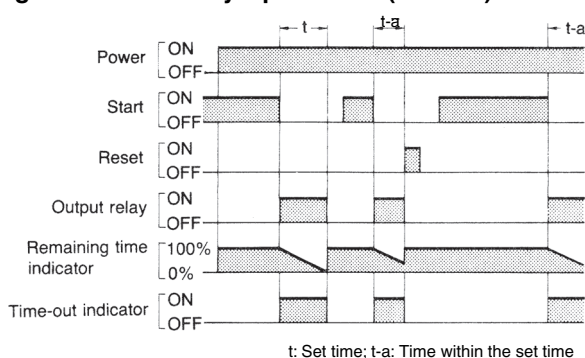 t
t-a
t-a
Power
ON
OFF
Start
ON
OFF
Reset
ON
OFF
Output relay
ON
OFF
Remaining time
indicator
100%
0%
Time-out indicator
ON
OFF
t: Set time; t-a: Time within the set time